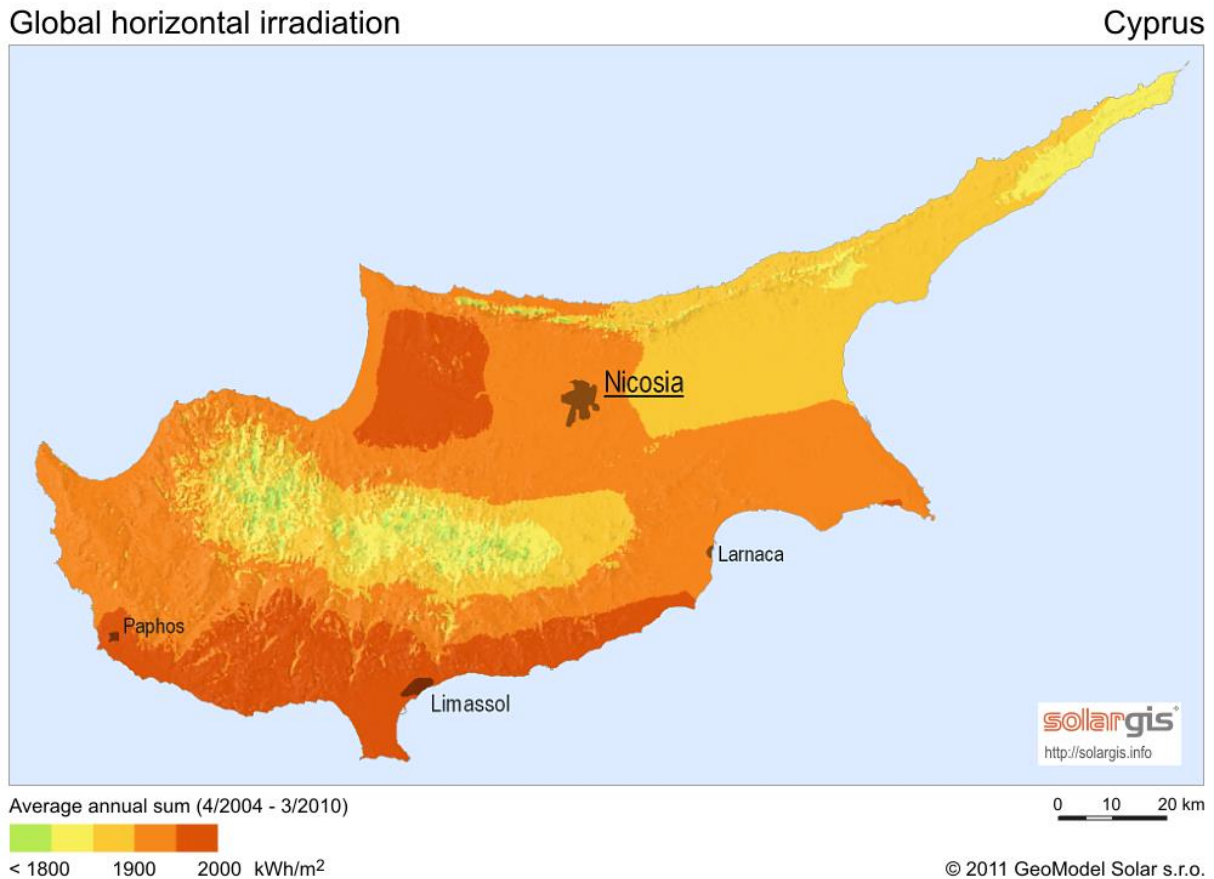 Global horizontal irradiation
Cyprus
Nicosia
Larnaca
Paphos
Limassol
solargis
http://solargis.info
Average annual sum (4/2004 - 3/2010)
0 10 20 km
< 1800 1900 2000 kWh/m²
© 2011 GeoModel Solar s.r.o.